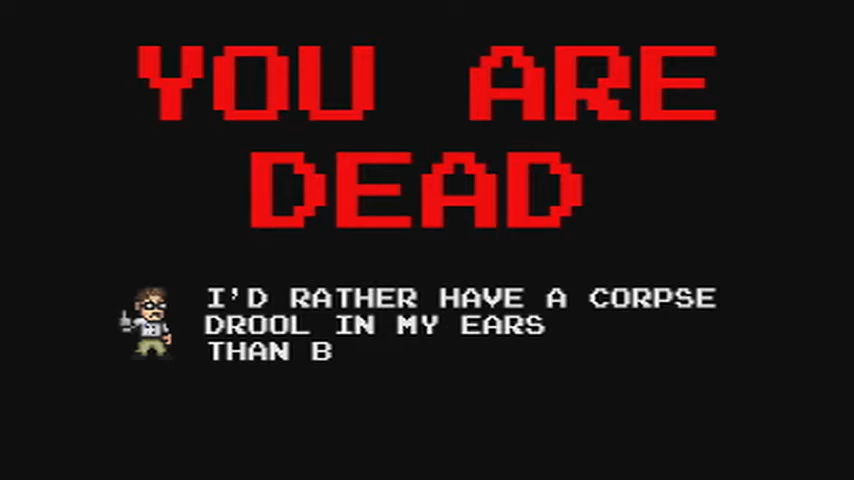 YOU ARE
DEAD
I'D RATHER HAVE A CORPSE
DROOL IN MY EARS
THAN B